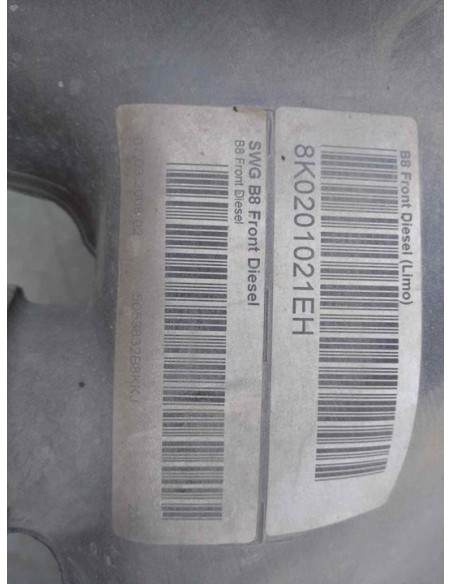 B8 Front Diesel (Limo)
8K0201021EH
SWG B8 Front Diesel
B8 Front Diesel